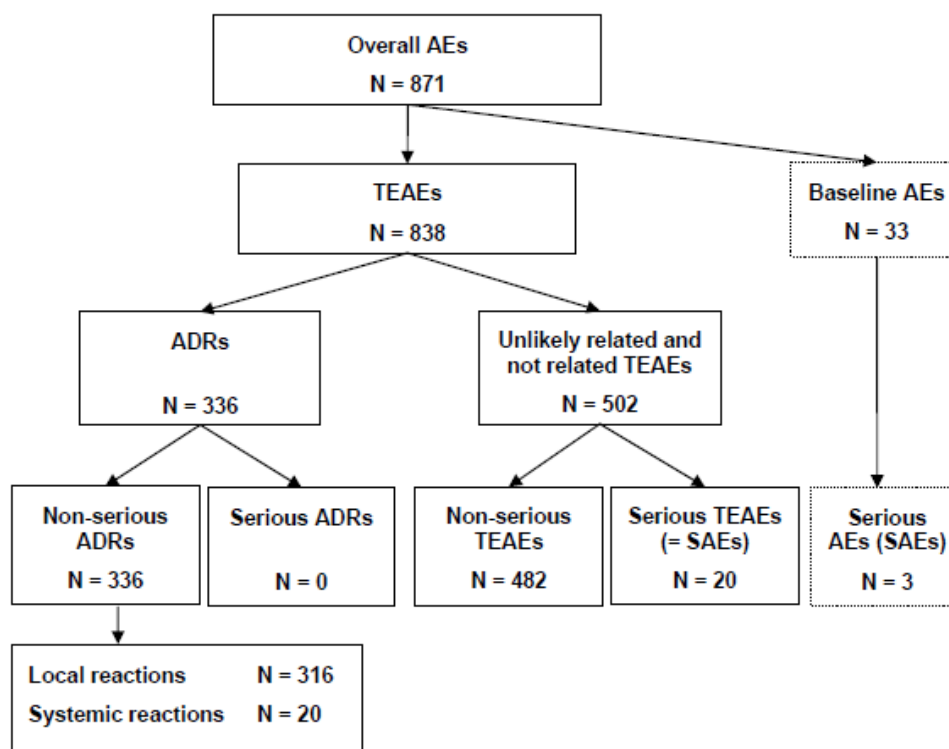 Overall AEs
N = 871
TEAEs
N = 838
Baseline AEs
N = 33
ADRs
N = 336
Unlikely related and
not related TEAEs
N = 502
Non-serious
ADRs
N = 336
Serious ADRs
N = 0
Non-serious
TEAEs
N = 482
Serious TEAEs
(= SAEs)
N = 20
Serious
AEs (SAEs)
N = 3
Local reactions N = 316
Systemic reactions N = 20